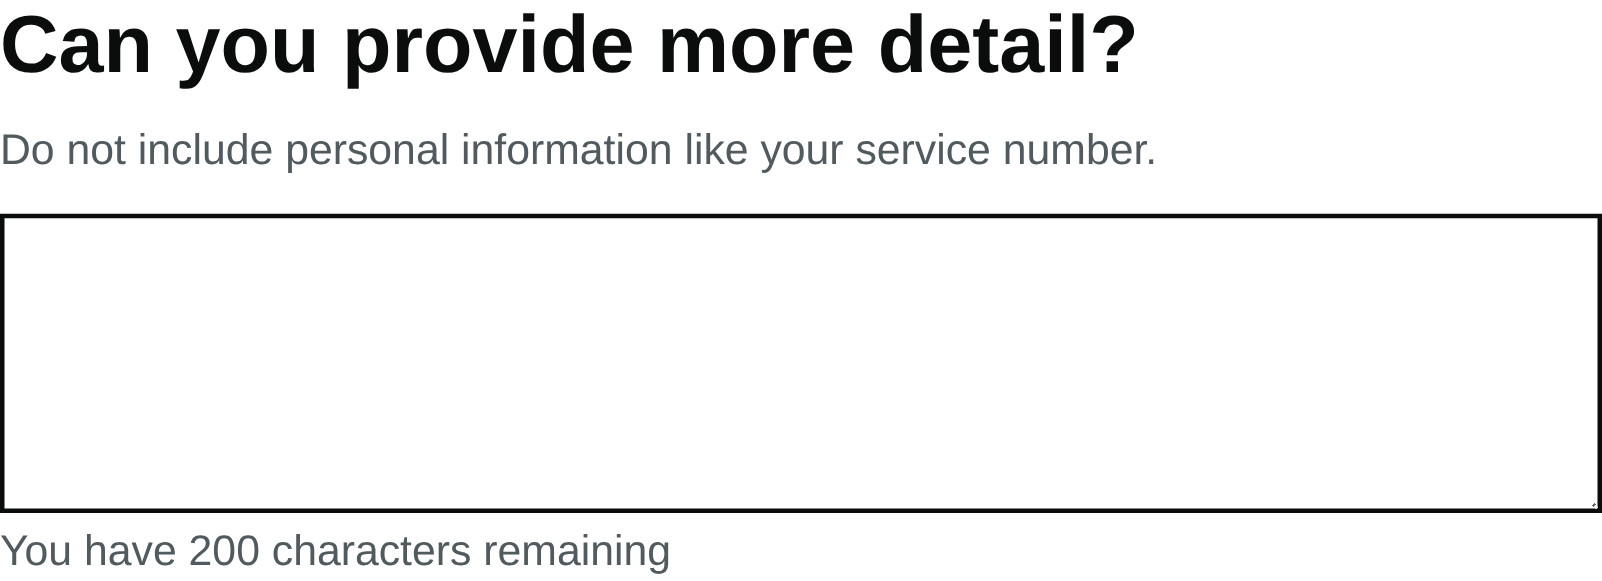 Can you provide more detail?
Do not include personal information like your service number.
You have 200 characters remaining